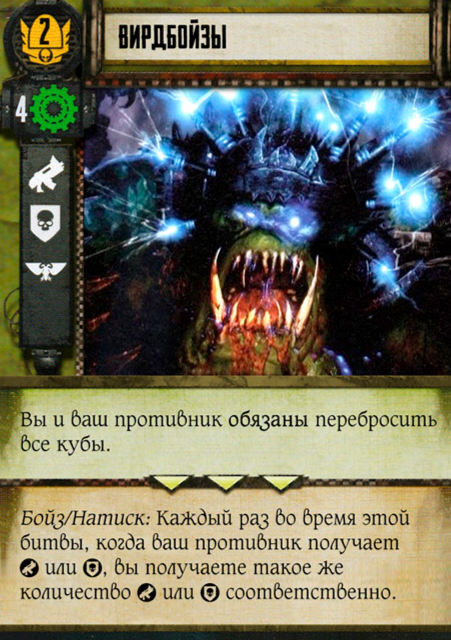 2
ВИРДБОЙЗЫ
4
Вы и ваш противник обязаны перебросить
все кубы.
Бойз/Натиск: Каждый раз во время этой
битвы, когда ваш противник получает
или , вы получаете такое же
количество или соответственно.